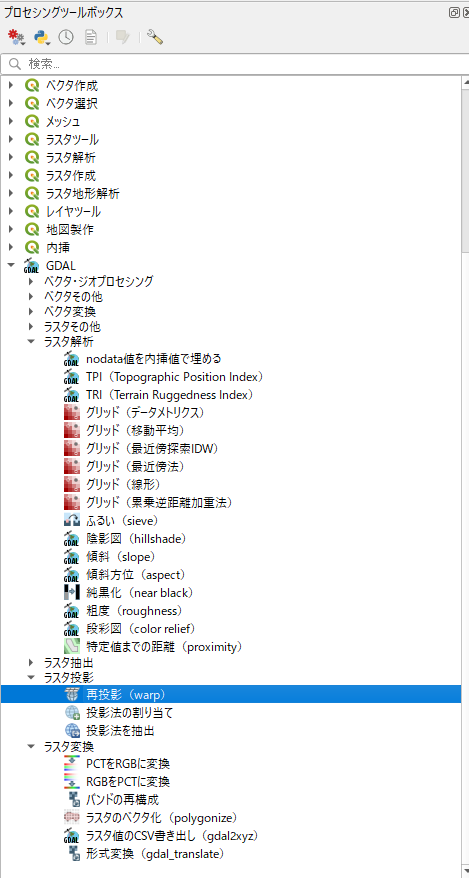 プロセシングツールボックス
検索...
ベクタ作成
ベクタ選択
メッシュ
ラスタツール
ラスタ解析
ラスタ作成
ラスタ地形解析
レイヤツール
地図製作
内挿
GDAL
ベクタ・ジオプロセシング
ベクタその他
ベクタ変換
ラスタその他
ラスタ解析
nodata値を内挿値で埋める
TPI（Topographic Position Index）
TRI（Terrain Ruggedness Index）
グリッド（データメトリクス）
グリッド（移動平均）
グリッド（最近傍探索IDW）
グリッド（最近傍法）
グリッド（線形）
グリッド（累乗逆距離加重法）
ふるい（sieve）
陰影図（hillshade）
傾斜（slope）
傾斜方位（aspect）
純黒化（near black）
粗度（roughness）
段彩図（color relief）
特定値までの距離（proximity）
ラスタ抽出
ラスタ投影
再投影（warp）
投影法の割り当て
投影法を抽出
ラスタ変換
PCTをRGBに変換
RGBをPCTに変換
バンドの再構成
ラスタのベクタ化（polygonize）
ラスタ値のCSV書き出し（gdal2xyz）
形式変換（gdal_translate）